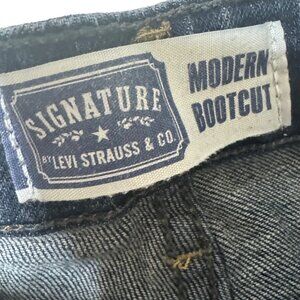 SIGNATURE
BY LEVI STRAUSS & CO.
MODERN
BOOTCUT